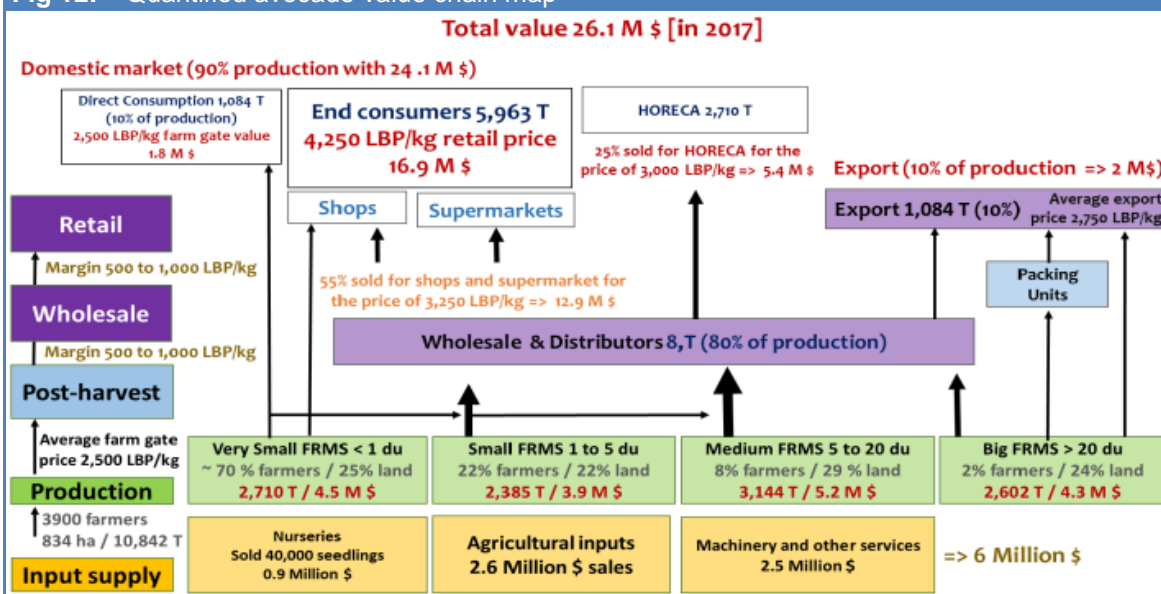 Fig 12. Quantified avocado value chain map
Total value 26.1 M $ [in 2017]
Domestic market (90% production with 24 .1 M $)
Direct Consumption 1,084 T
(10% of production)
2,500 LBP/kg farm gate value
1.8 M $
End consumers 5,963 T
4,250 LBP/kg retail price
16.9 M $
HORECA 2,710 T
25% sold for HORECA for the
price of 3,000 LBP/kg => 5.4 M $
Export (10% of production => 2 M$)
Export 1,084 T (10%)
Average export
price 2,750 LBP/kg
Shops
Supermarkets
Retail
Margin 500 to 1,000 LBP/kg
55% sold for shops and supermarket for
the price of 3,250 LBP/kg => 12.9 M $
Packing
Units
Wholesale
Wholesale & Distributors 8,T (80% of production)
Margin 500 to 1,000 LBP/kg
Post-harvest
Average farm gate
price 2,500 LBP/kg
Very Small FRMS < 1 du
~ 70 % farmers / 25% land
2,710 T / 4.5 M $
Small FRMS 1 to 5 du
22% farmers / 22% land
2,385 T / 3.9 M $
Medium FRMS 5 to 20 du
8% farmers / 29 % land
3,144 T / 5.2 M $
Big FRMS > 20 du
2% farmers / 24% land
2,602 T / 4.3 M $
Production
3900 farmers
834 ha / 10,842 T
Input supply
Nurseries
Sold 40,000 seedlings
0.9 Million $
Agricultural inputs
2.6 Million $ sales
Machinery and other services
2.5 Million $
=> 6 Million $